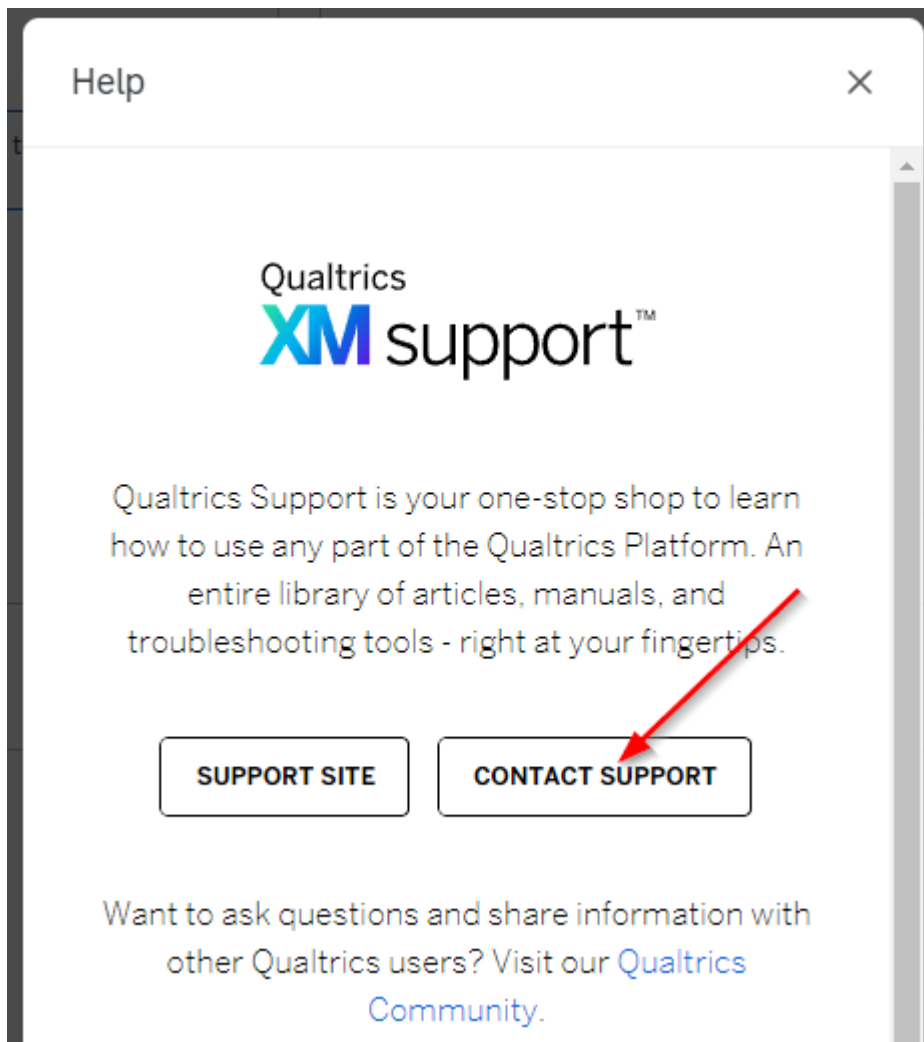 Help
t
Qualtrics
XM support™
Qualtrics Support is your one-stop shop to learn
how to use any part of the Qualtrics Platform. An
entire library of articles, manuals, and
troubleshooting tools - right at your fingertips.
SUPPORT SITE
CONTACT SUPPORT
Want to ask questions and share information with
other Qualtrics users? Visit our Qualtrics
Community.